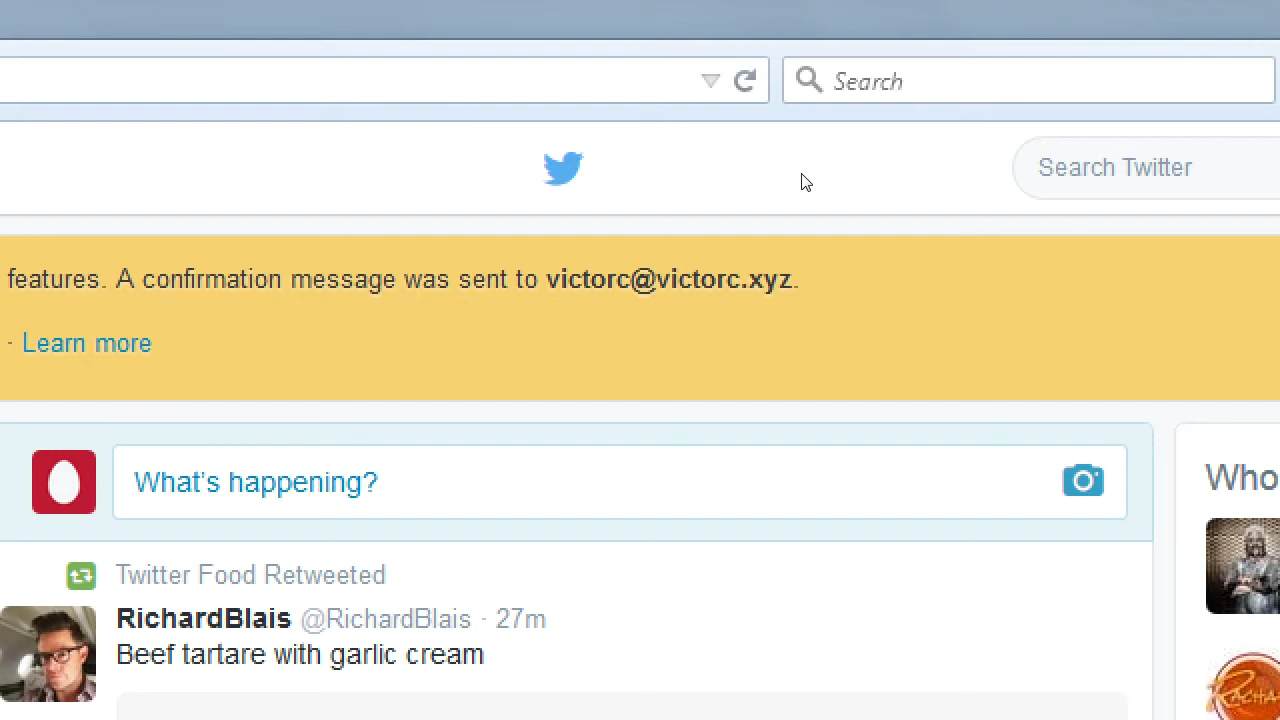 Search
Search Twitter
features. A confirmation message was sent to victorc@victorc.xyz.
· Learn more
What's happening?
Who
Twitter Food Retweeted
RichardBlais @RichardBlais · 27m
Beef tartare with garlic cream
RACHA